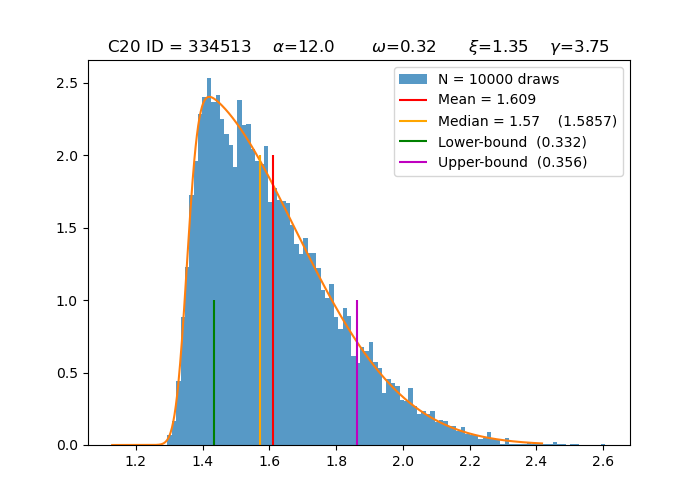 C20 ID = 334513 α=12.0 ω=0.32 ξ=1.35 γ=3.75
N = 10000 draws
Mean = 1.609
Median = 1.57 (1.5857)
Lower-bound (0.332)
Upper-bound (0.356)
2.5
2.0
1.5
1.0
0.5
0.0
1.2 1.4 1.6 1.8 2.0 2.2 2.4 2.6